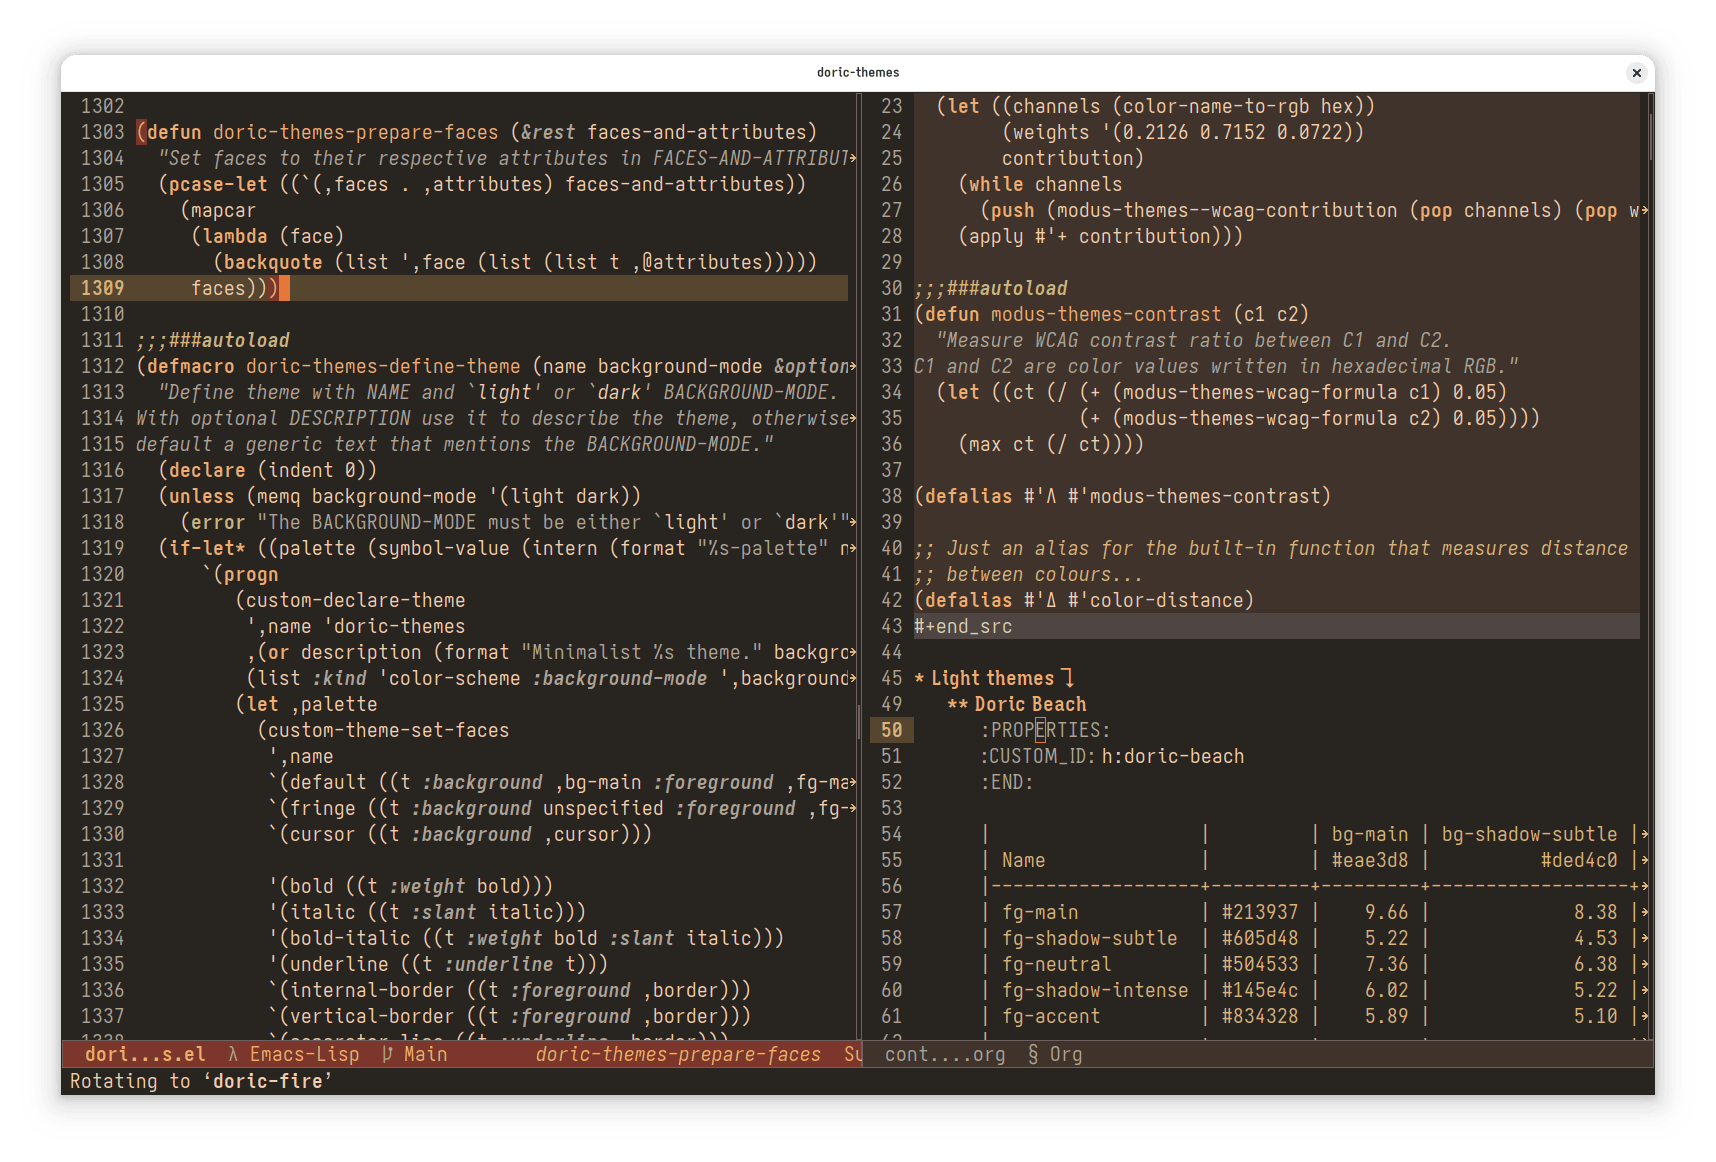 doric-themes
1302
1303 (defun doric-themes-prepare-faces (&rest faces-and-attributes)
1304   "Set faces to their respective attributes in FACES-AND-ATTRIBUT
1305   (pcase-let ((`(,faces . ,attributes) faces-and-attributes))
1306     (mapcar
1307      (lambda (face)
1308        (backquote (list ',face (list (list t ,@attributes)))))
1309      faces)))
1310
1311 ;;;###autoload
1312 (defmacro doric-themes-define-theme (name background-mode &option
1313   "Define theme with NAME and `light' or `dark' BACKGROUND-MODE.
1314 With optional DESCRIPTION use it to describe the theme, otherwise
1315 default a generic text that mentions the BACKGROUND-MODE."
1316   (declare (indent 0))
1317   (unless (memq background-mode '(light dark))
1318     (error "The BACKGROUND-MODE must be either `light' or `dark'"
1319   (if-let* ((palette (symbol-value (intern (format "%s-palette" n
1320       `(progn
1321          (custom-declare-theme
1322           ',name 'doric-themes
1323           ,(or description (format "Minimalist %s theme." backgro
1324           (list :kind 'color-scheme :background-mode ',background
1325          (let ,palette
1326            (custom-theme-set-faces
1327             ',name
1328             `(default ((t :background ,bg-main :foreground ,fg-ma
1329             `(fringe ((t :background unspecified :foreground ,fg-
1330             `(cursor ((t :background ,cursor)))
1331
1332             '(bold ((t :weight bold)))
1333             '(italic ((t :slant italic)))
1334             '(bold-italic ((t :weight bold :slant italic)))
1335             '(underline ((t :underline t)))
1336             `(internal-border ((t :foreground ,border)))
1337             `(vertical-border ((t :foreground ,border)))
dori...s.el λ Emacs-Lisp Main doric-themes-prepare-faces Su
23   (let ((channels (color-name-to-rgb hex))
24         (weights '(0.2126 0.7152 0.0722))
25         contribution)
26     (while channels
27       (push (modus-themes--wcag-contribution (pop channels) (pop w
28     (apply #'+ contribution)))
29
30 ;;;###autoload
31 (defun modus-themes-contrast (c1 c2)
32   "Measure WCAG contrast ratio between C1 and C2.
33 C1 and C2 are color values written in hexadecimal RGB."
34   (let ((ct (/ (+ (modus-themes-wcag-formula c1) 0.05)
35                (+ (modus-themes-wcag-formula c2) 0.05))))
36     (max ct (/ ct))))
37
38 (defalias #'Λ #'modus-themes-contrast)
39
40 ;; Just an alias for the built-in function that measures distance
41 ;; between colours...
42 (defalias #'Δ #'color-distance)
43 #+end_src
44
45 * Light themes ⤵
49    ** Doric Beach
50       :PROPERTIES:
51       :CUSTOM_ID: h:doric-beach
52       :END:
53
54       |                   |         | bg-main | bg-shadow-subtle |
55       | Name              |         | #eae3d8 |          #ded4c0 |
56       |-------------------+---------+---------+------------------+
57       | fg-main           | #213937 |    9.66 |             8.38 |
58       | fg-shadow-subtle  | #605d48 |    5.22 |             4.53 |
59       | fg-neutral        | #504533 |    7.36 |             6.38 |
60       | fg-shadow-intense | #145e4c |    6.02 |             5.22 |
61       | fg-accent         | #834328 |    5.89 |             5.10 |
cont....org § Org
Rotating to ‘doric-fire’